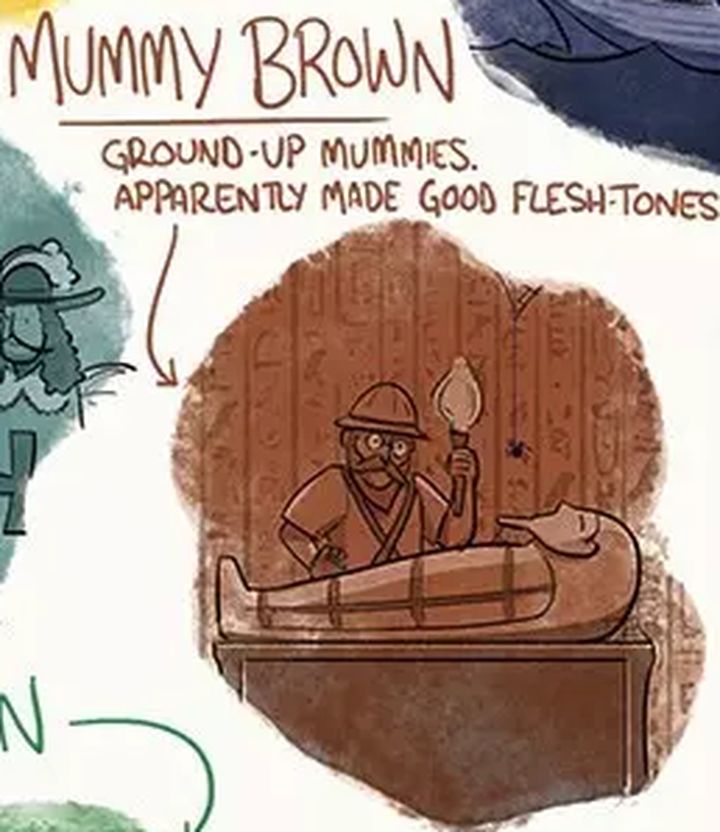 MUMMY BROWN
GROUND-UP MUMMIES.
APPARENTLY MADE GOOD FLESH-TONES
H
N